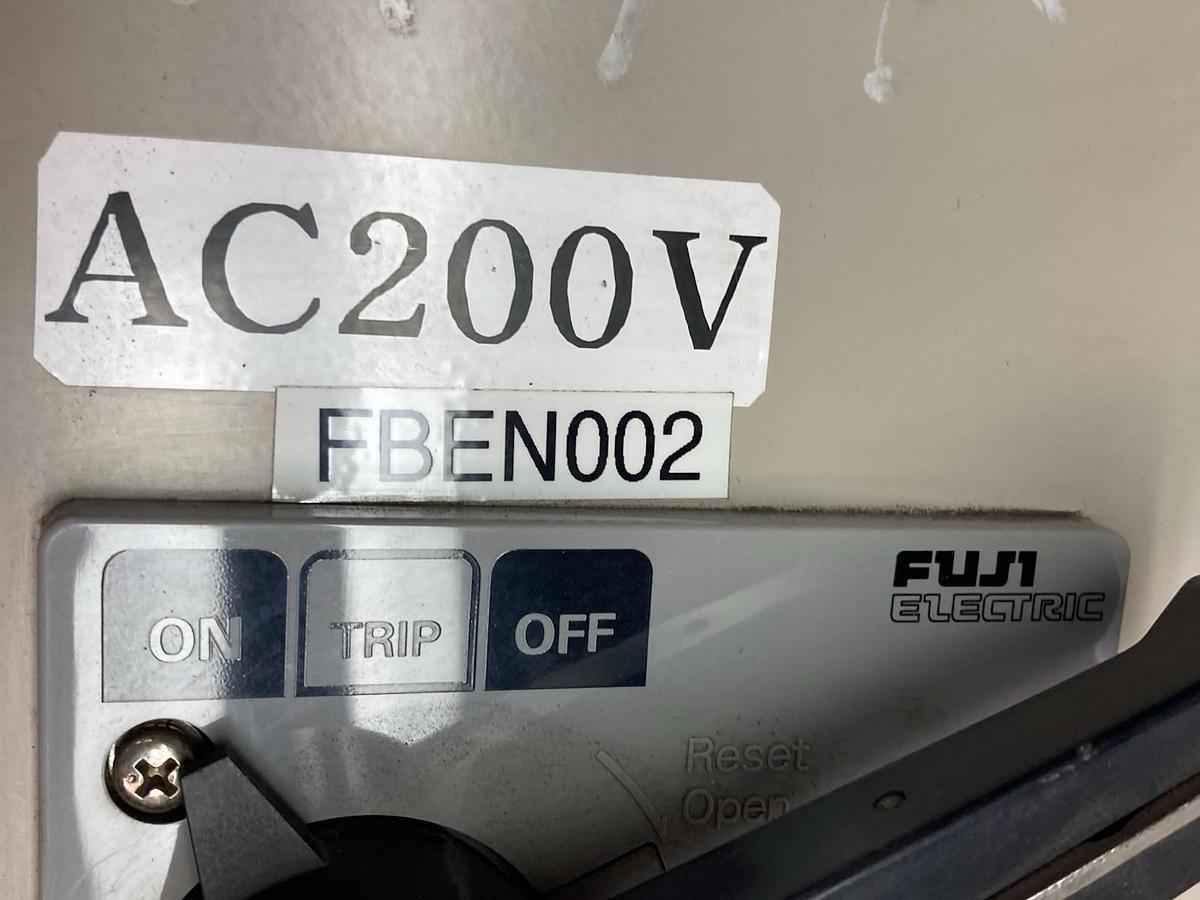 AC200V
FBEN002
ON TRIP OFF
FUJI
ELECTRIC
Reset
Open